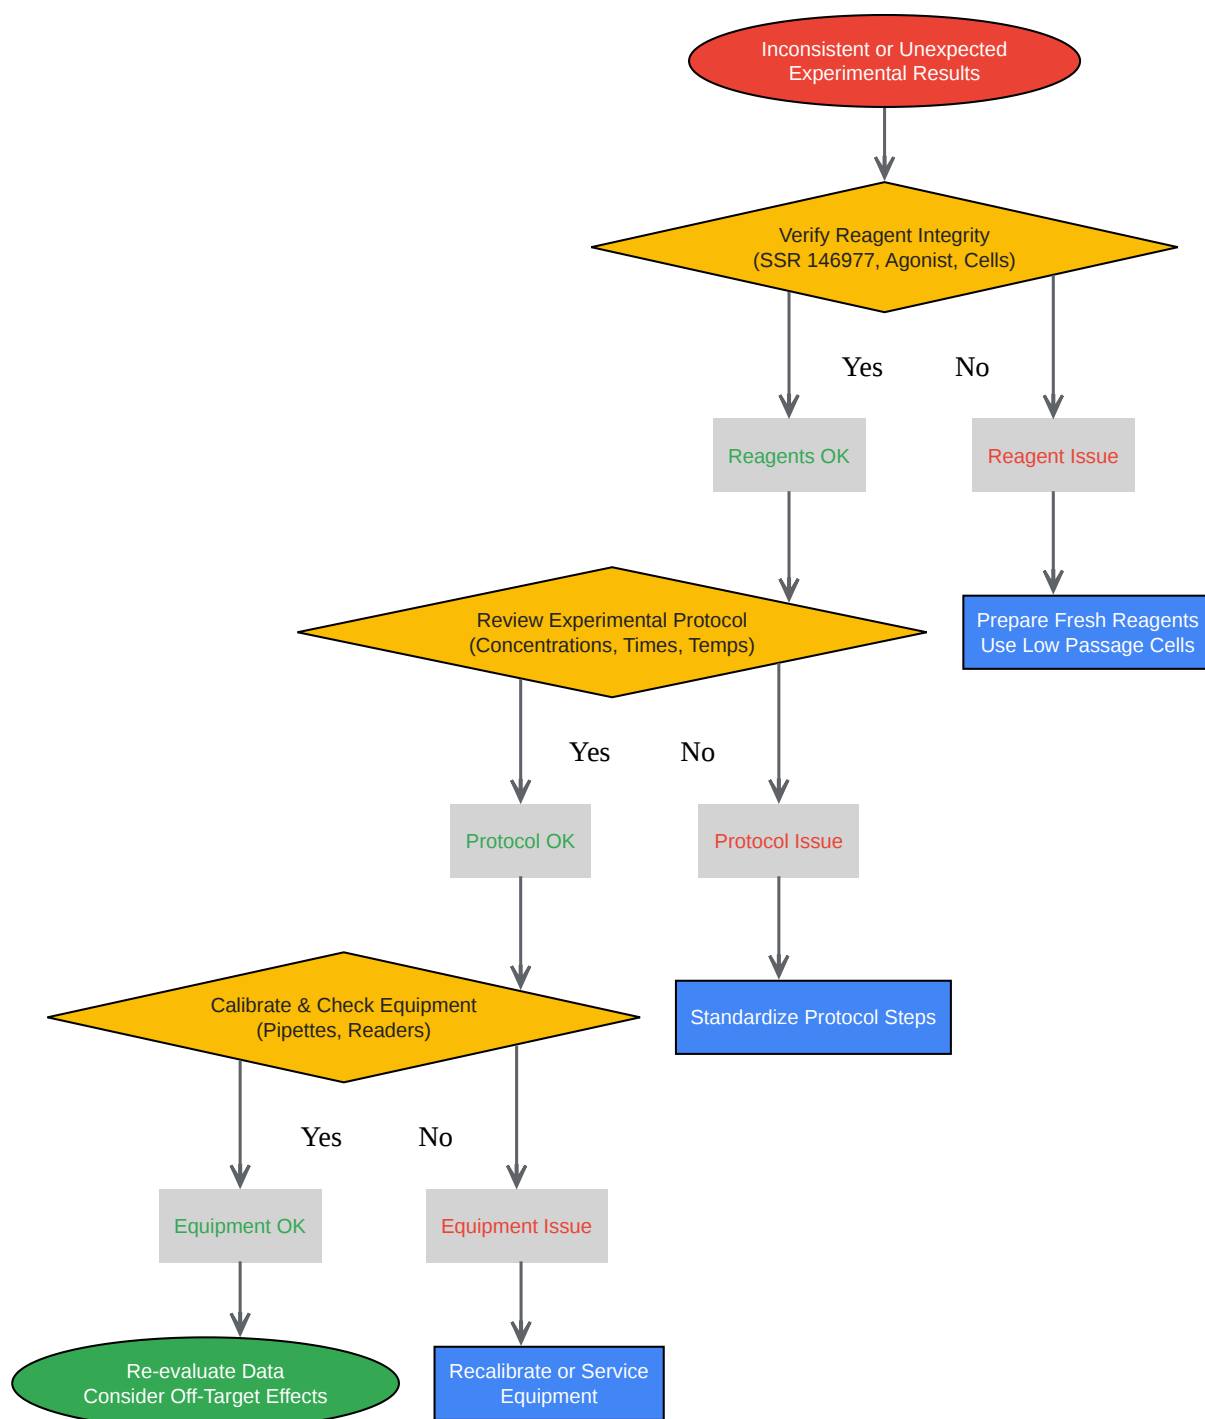 Inconsistent or Unexpected
Experimental Results
Verify Reagent Integrity
(SSR 146977, Agonist, Cells)
Yes
No
Reagents OK
Reagent Issue
Review Experimental Protocol
(Concentrations, Times, Temps)
Prepare Fresh Reagents
Use Low Passage Cells
Yes
No
Protocol OK
Protocol Issue
Calibrate & Check Equipment
(Pipettes, Readers)
Standardize Protocol Steps
Yes
No
Equipment OK
Equipment Issue
Re-evaluate Data
Consider Off-Target Effects
Recalibrate or Service
Equipment